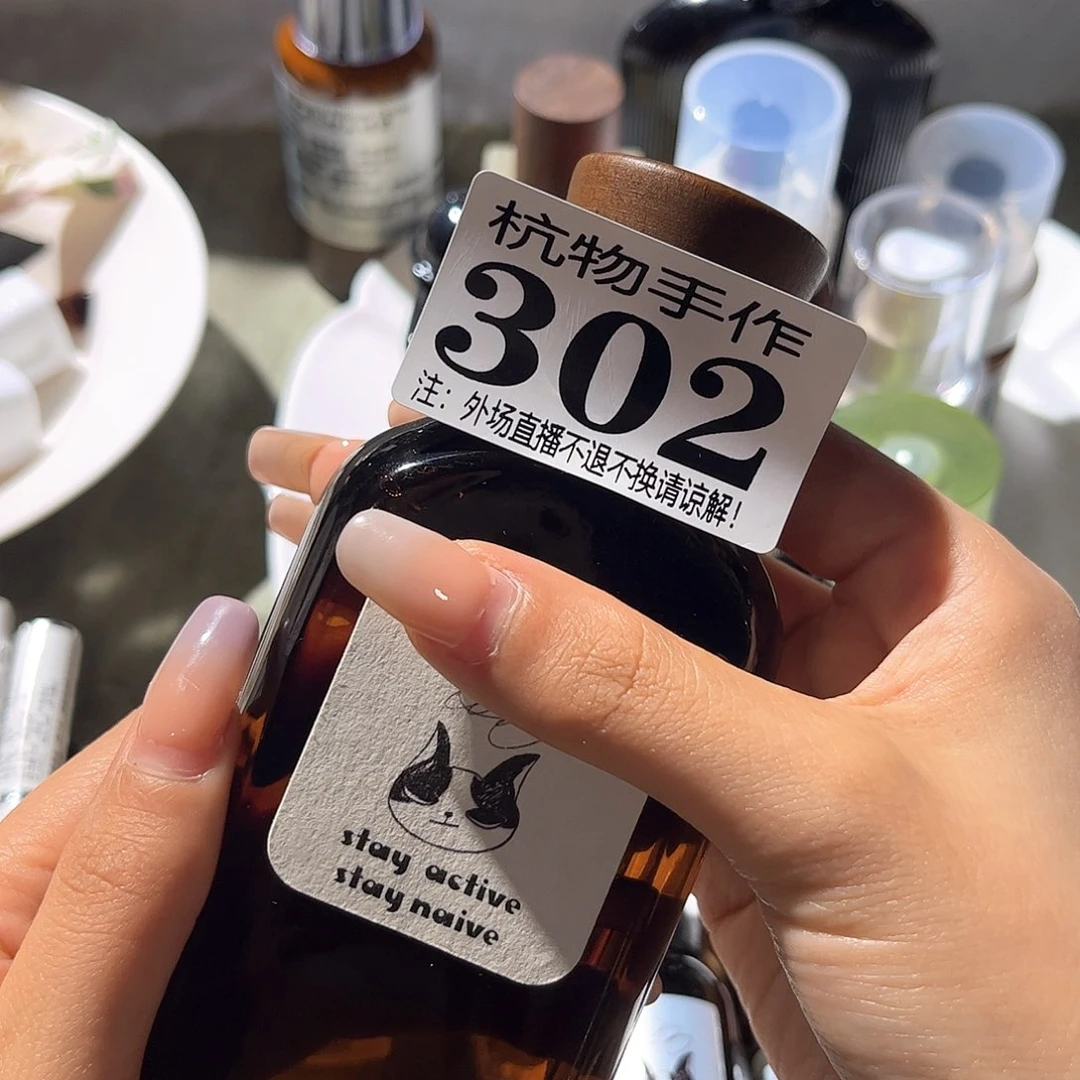 杭物手作
302
注：外场直播不退不换请谅解！
stay active
stay naive